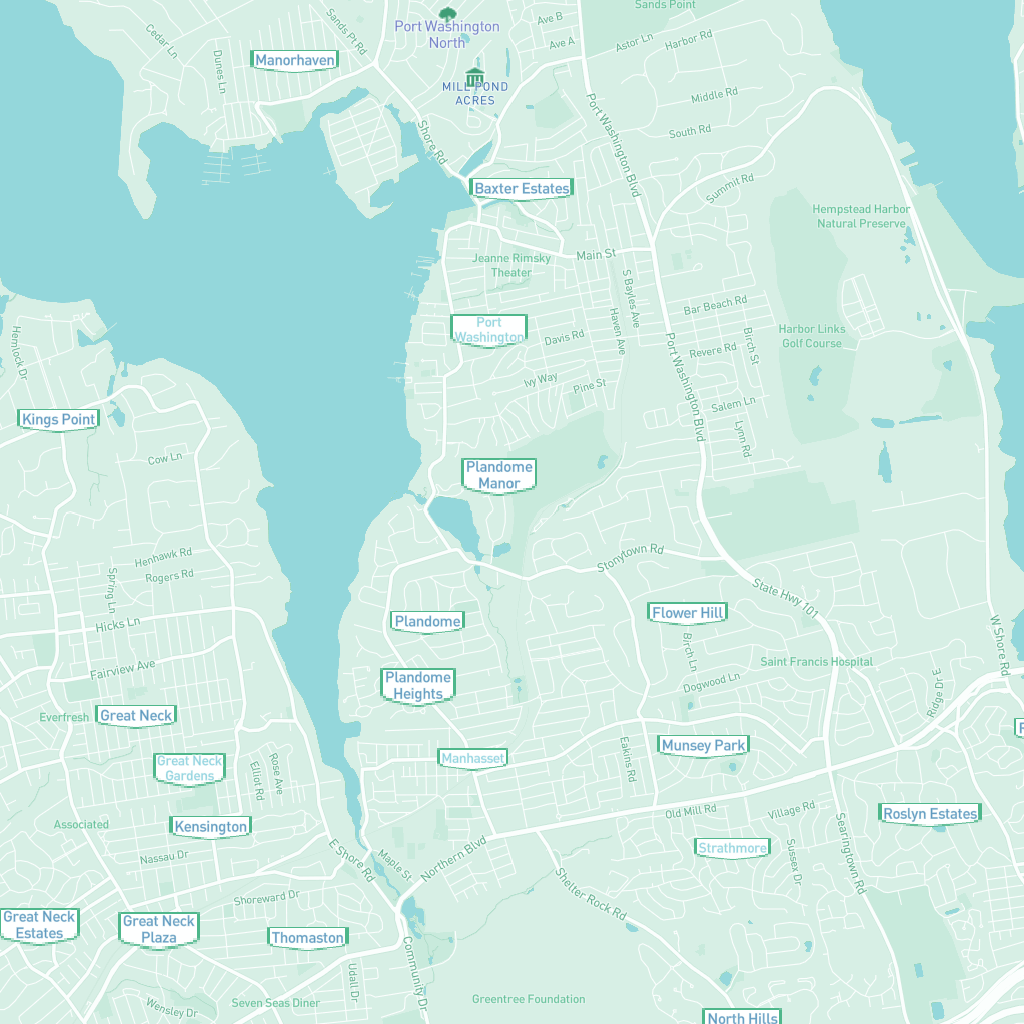 Sands Point
Ave B
Port Washington
North
Sands Pt Rd
Cedar Ln
Ave A
Astor Ln
Harbor Rd
Dunes Ln
Manorhaven
MILL POND
ACRES
Middle Rd
Port Washington Blvd
South Rd
Shore Rd
Summit Rd
Baxter Estates
Hempstead Harbor
Natural Preserve
Main St
Jeanne Rimsky
Theater
S Bayles Ave
Bar Beach Rd
Haven Ave
Port
Washington
Davis Rd
Harbor Links
Golf Course
Hemlock Dr
Birch St
Revere Rd
Port Washington Blvd
Ivy Way
Pine St
Salem Ln
Kings Point
Lynn Rd
Cow Ln
Plandome
Manor
Henhawk Rd
Stonytown Rd
Rogers Rd
Spring Ln
State Hwy 101
Hicks Ln
Plandome
Flower Hill
W Shore Rd
Birch Ln
Fairview Ave
Saint Francis Hospital
Plandome
Heights
Dogwood Ln
Ridge Dr E
Everfresh
Great Neck
Munsey Park
Manhasset
Eakins Rd
Great Neck
Gardens
Rose Ave
Elliot Rd
Old Mill Rd
Village Rd
Roslyn Estates
Associated
Kensington
Strathmore
Searingtown Rd
Sussex Dr
Nassau Dr
E Shore Rd
Maple St
Northern Blvd
Shelter Rock Rd
Shoreward Dr
Great Neck
Estates
Great Neck
Plaza
Thomaston
Community Dr
Udall Dr
Wensley Dr
Seven Seas Diner
Greentree Foundation
North Hills